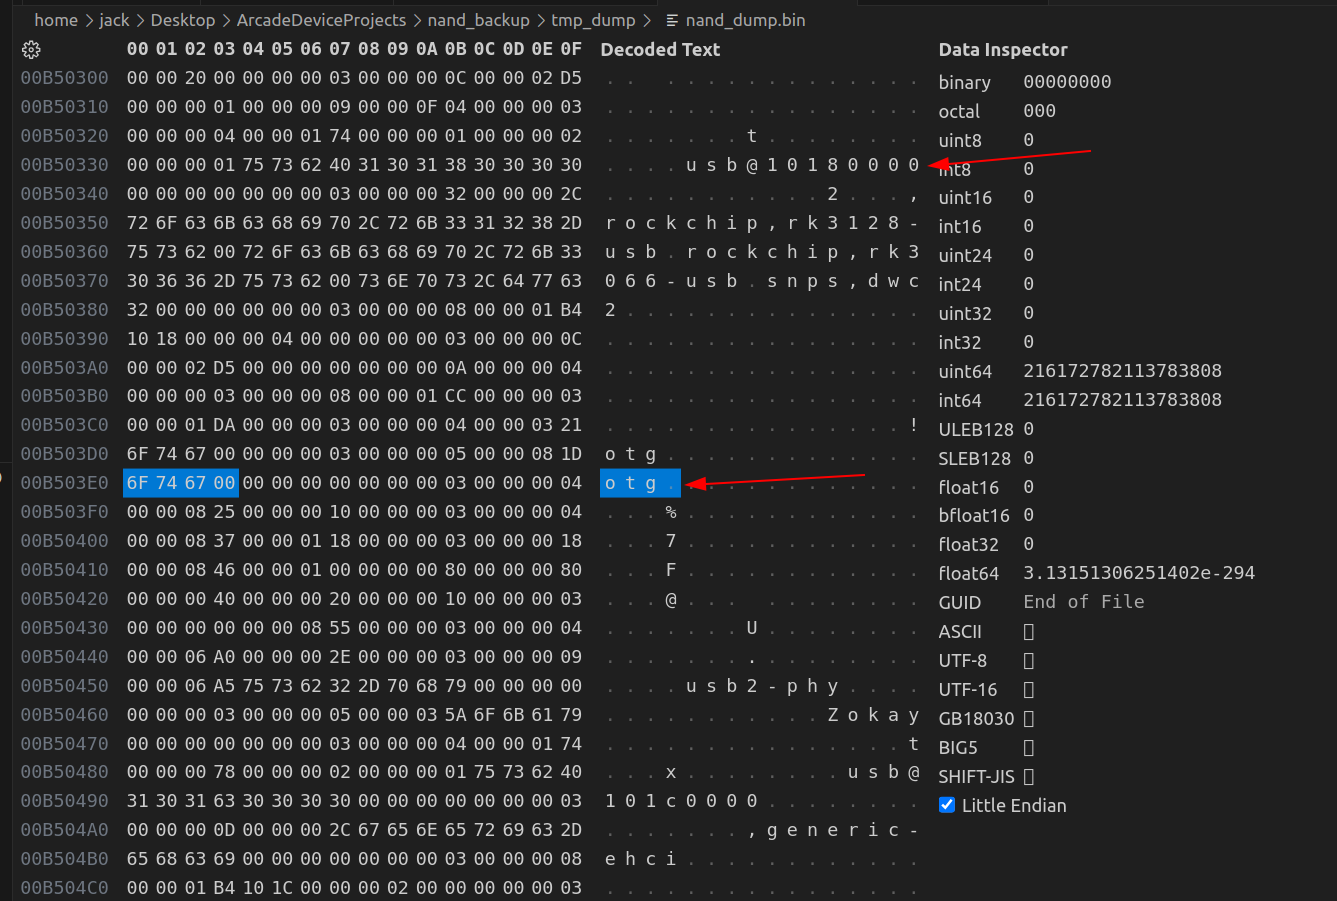 home > jack > Desktop > ArcadeDeviceProjects > nand_backup > tmp_dump > nand_dump.bin
00 01 02 03 04 05 06 07 08 09 0A 0B 0C 0D 0E 0F Decoded Text Data Inspector
00B50300 00 00 20 00 00 00 00 03 00 00 00 0C 00 00 02 D5 . . . . . . . . . . . . . . .
binary 00000000
00B50310 00 00 00 01 00 00 00 09 00 00 0F 04 00 00 00 03 . . . . . . . . . . . . . . . .
octal 000
00B50320 00 00 00 04 00 00 01 74 00 00 00 01 00 00 00 02 . . . . . . . t . . . . . . . .
uint8 0
00B50330 00 00 00 01 75 73 62 40 31 30 31 38 30 30 30 30 . . . . u s b @ 1 0 1 8 0 0 0 0
int8 0
00B50340 00 00 00 00 00 00 00 03 00 00 00 32 00 00 00 2C . . . . . . . . . . . 2 . . . ,
uint16 0
00B50350 72 6F 63 6B 63 68 69 70 2C 72 6B 33 31 32 38 2D r o c k c h i p , r k 3 1 2 8 -
int16 0
00B50360 75 73 62 00 72 6F 63 6B 63 68 69 70 2C 72 6B 33 u s b . r o c k c h i p , r k 3
uint24 0
00B50370 30 36 36 2D 75 73 62 00 73 6E 70 73 2C 64 77 63 0 6 6 - u s b . s n p s , d w c
int24 0
00B50380 32 00 00 00 00 00 00 03 00 00 00 08 00 00 01 B4 2 . . . . . . . . . . . . . . .
uint32 0
00B50390 10 18 00 00 00 04 00 00 00 00 00 03 00 00 00 0C . . . . . . . . . . . . . . . .
int32 0
00B503A0 00 00 02 D5 00 00 00 00 00 00 00 0A 00 00 00 04 . . . . . . . . . . . . . . . .
uint64 216172782113783808
00B503B0 00 00 00 03 00 00 00 08 00 00 01 CC 00 00 00 03 . . . . . . . . . . . . . . . .
int64 216172782113783808
00B503C0 00 00 01 DA 00 00 00 03 00 00 00 04 00 00 03 21 . . . . . . . . . . . . . . . !
ULEB128 0
00B503D0 6F 74 67 00 00 00 00 03 00 00 00 05 00 00 08 1D o t g . . . . . . . . . . . . .
SLEB128 0
00B503E0 6F 74 67 00 00 00 00 00 00 00 00 03 00 00 00 04 o t g . . . . . . . . . . . . .
float16 0
00B503F0 00 00 08 25 00 00 00 10 00 00 00 03 00 00 00 04 . . . % . . . . . . . . . . . .
bfloat16 0
00B50400 00 00 08 37 00 00 01 18 00 00 00 03 00 00 00 18 . . . 7 . . . . . . . . . . . .
float32 0
00B50410 00 00 08 46 00 00 01 00 00 00 00 80 00 00 00 80 . . . F . . . . . . . . . . . .
float64 3.13151306251402e-294
00B50420 00 00 00 40 00 00 00 20 00 00 00 10 00 00 00 03 . . . @ . . . . . . . . . . .
GUID End of File
00B50430 00 00 00 00 00 00 08 55 00 00 00 03 00 00 00 04 . . . . . . . U . . . . . . . .
ASCII
00B50440 00 00 06 A0 00 00 00 2E 00 00 00 03 00 00 00 09 . . . . . . . . . . . . . . . .
UTF-8
00B50450 00 00 06 A5 75 73 62 32 2D 70 68 79 00 00 00 00 . . . . u s b 2 - p h y . . . .
UTF-16
00B50460 00 00 00 03 00 00 00 05 00 00 03 5A 6F 6B 61 79 . . . . . . . . . . . Z o k a y
GB18030
00B50470 00 00 00 00 00 00 00 03 00 00 00 04 00 00 01 74 . . . . . . . . . . . . . . . t
BIG5
00B50480 00 00 00 78 00 00 00 02 00 00 00 01 75 73 62 40 . . . x . . . . . . . . u s b @
SHIFT-JIS
00B50490 31 30 31 63 30 30 30 30 00 00 00 00 00 00 00 03 1 0 1 c 0 0 0 0 . . . . . . . .
Little Endian
00B504A0 00 00 00 0D 00 00 00 2C 67 65 6E 65 72 69 63 2D . . . . . . . , g e n e r i c -
00B504B0 65 68 63 69 00 00 00 00 00 00 00 03 00 00 00 08 e h c i . . . . . . . . . . . .
00B504C0 00 00 01 B4 10 1C 00 00 00 02 00 00 00 00 00 03 . . . . . . . . . . . . . . . .